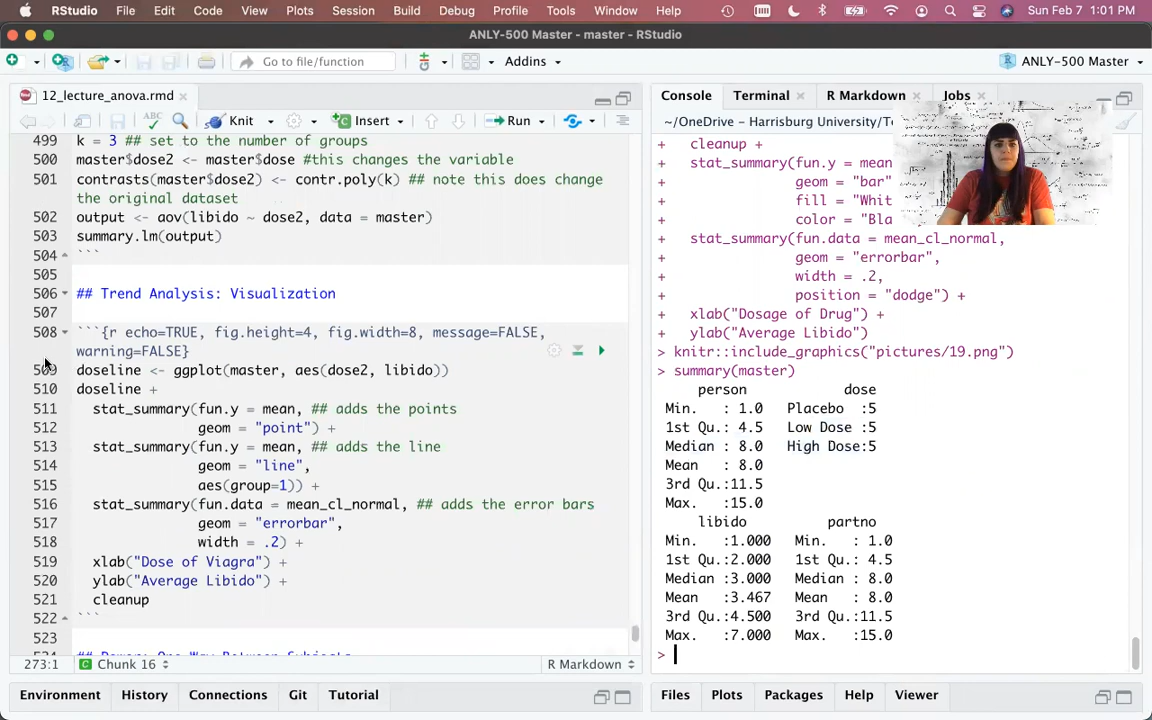 RStudio File Edit Code View Plots Session Build Debug Profile Tools Window Help Sun Feb 7 1:01 PM
ANLY-500 Master - master - RStudio
Go to file/function Addins ANLY-500 Master
12_lecture_anova.rmd
ABC Knit Insert Run
499 k = 3 ## set to the number of groups
500 master$dose2 <- master$dose #this changes the variable
501 contrasts(master$dose2) <- contr.poly(k) ## note this does change
the original dataset
502 output <- aov(libido ~ dose2, data = master)
503 summary.lm(output)
504 ```
505
506 ## Trend Analysis: Visualization
507
508 ```{r echo=TRUE, fig.height=4, fig.width=8, message=FALSE,
warning=FALSE}
509 doseline <- ggplot(master, aes(dose2, libido))
510 doseline +
511 stat_summary(fun.y = mean, ## adds the points
512 geom = "point") +
513 stat_summary(fun.y = mean, ## adds the line
514 geom = "line",
515 aes(group=1)) +
516 stat_summary(fun.data = mean_cl_normal, ## adds the error bars
517 geom = "errorbar",
518 width = .2) +
519 xlab("Dose of Viagra") +
520 ylab("Average Libido") +
521 cleanup
522 ```
523
273:1 Chunk 16 R Markdown
Environment History Connections Git Tutorial
Console Terminal R Markdown Jobs
~/OneDrive - Harrisburg University/
+ cleanup +
+ stat_summary(fun.y = mean
+ geom = "bar"
+ fill = "Whit
+ color = "Bla
+ stat_summary(fun.data = mean_cl_normal,
+ geom = "errorbar",
+ width = .2,
+ position = "dodge") +
+ xlab("Dosage of Drug") +
+ ylab("Average Libido")
> knitr::include_graphics("pictures/19.png")
> summary(master)
person dose
Min. : 1.0 Placebo :5
1st Qu.: 4.5 Low Dose :5
Median : 8.0 High Dose:5
Mean : 8.0
3rd Qu.:11.5
Max. :15.0
libido partno
Min. :1.000 Min. : 1.0
1st Qu.:2.000 1st Qu.: 4.5
Median :3.000 Median : 8.0
Mean :3.467 Mean : 8.0
3rd Qu.:4.500 3rd Qu.:11.5
Max. :7.000 Max. :15.0
>
Files Plots Packages Help Viewer